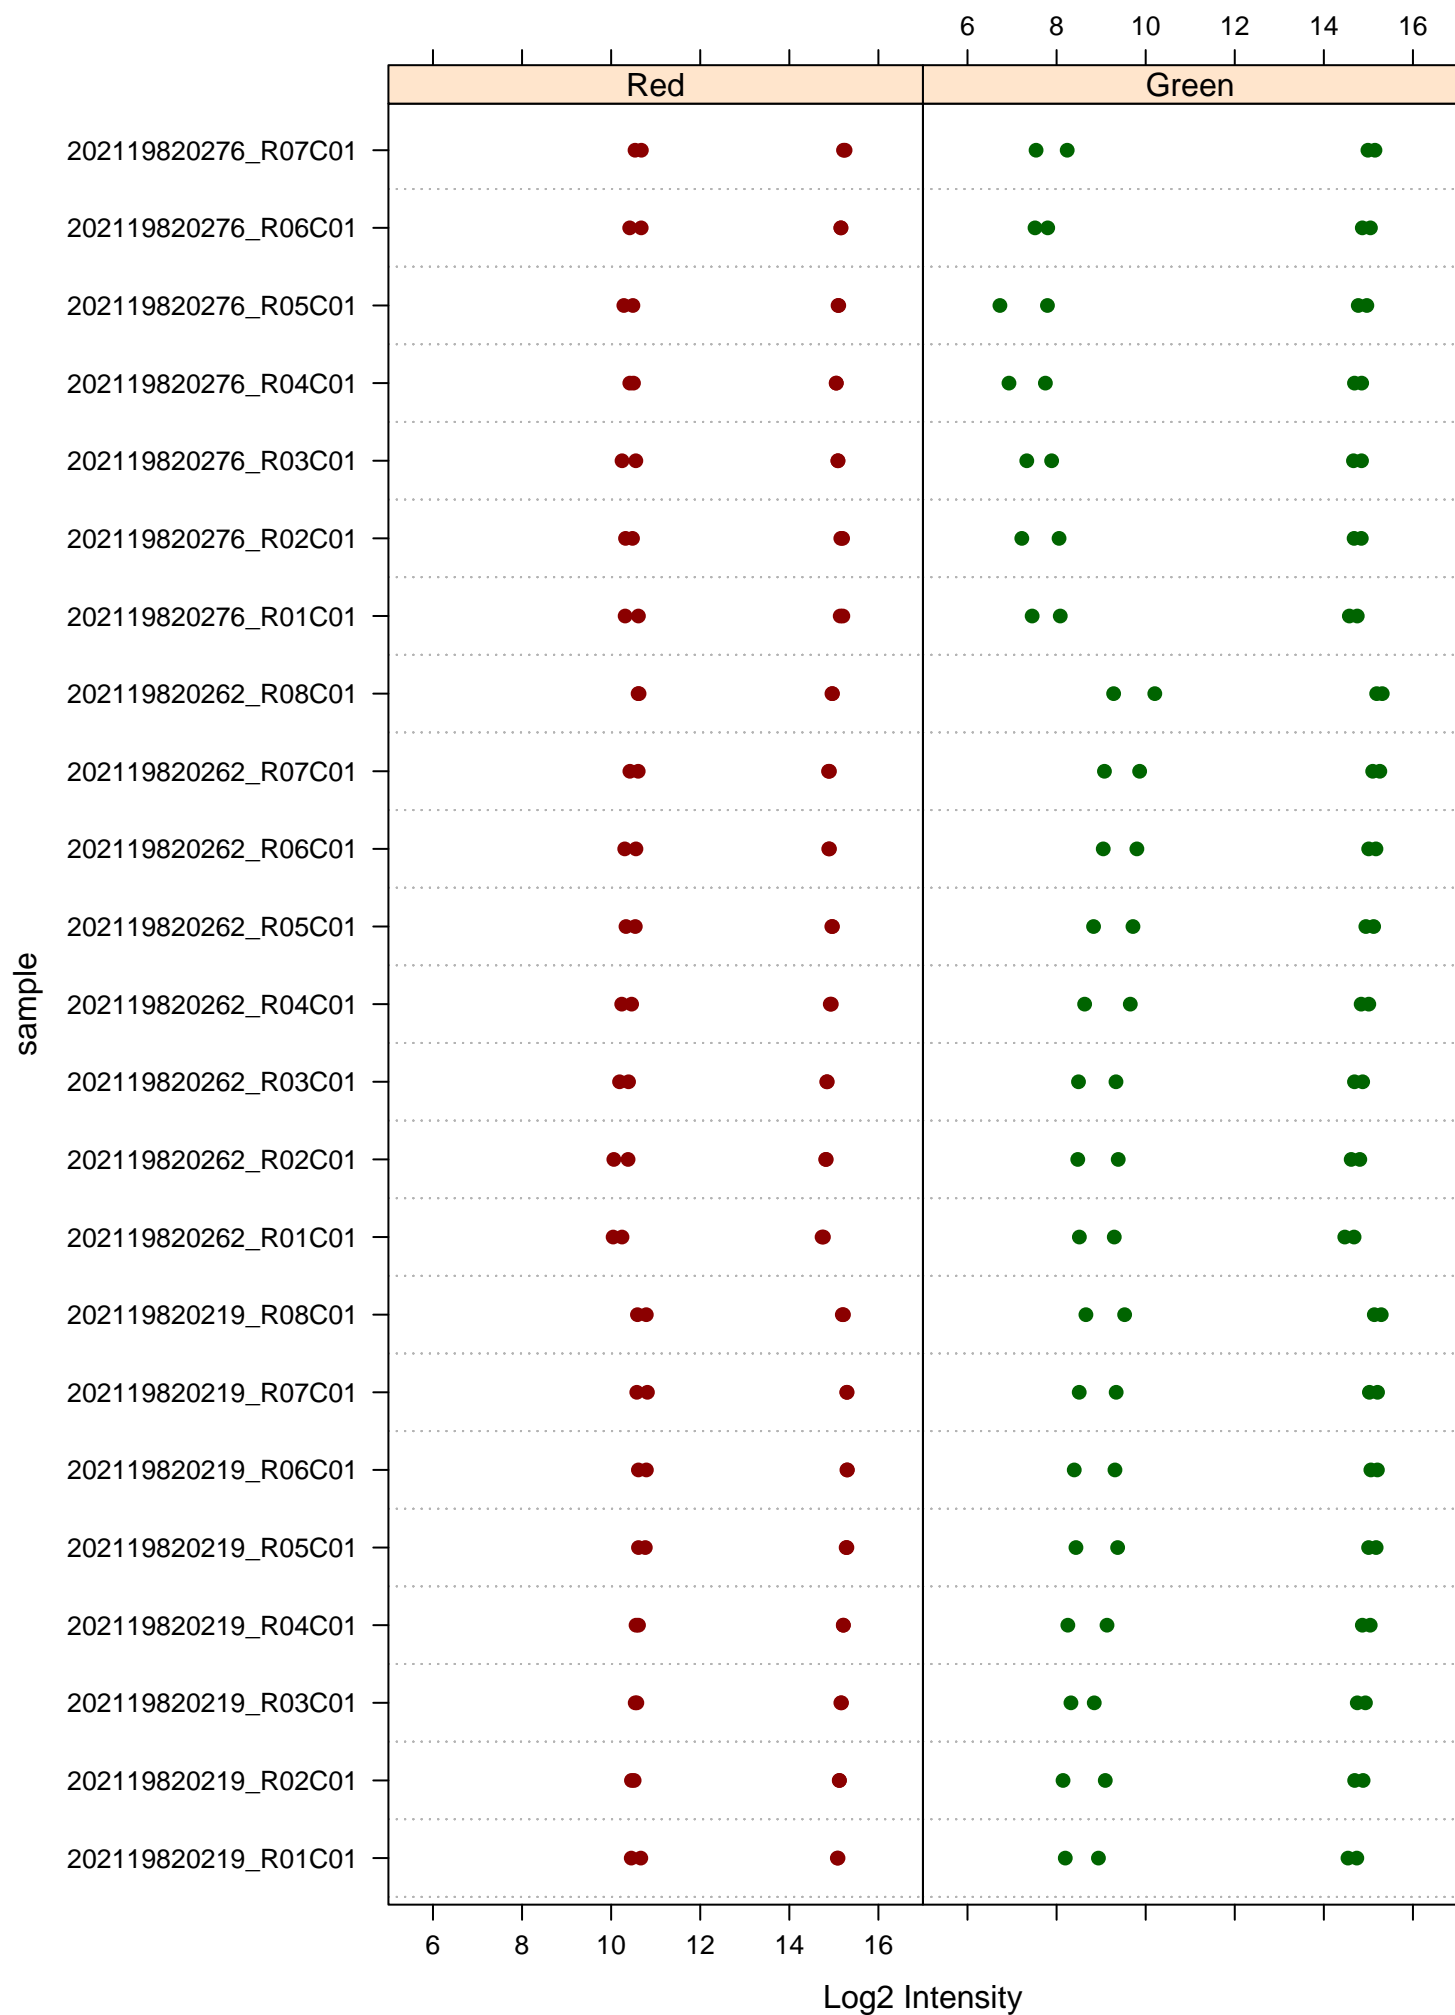 6 8 10 12 14 16
Red Green
202119820276_R07C01
202119820276_R06C01
202119820276_R05C01
202119820276_R04C01
202119820276_R03C01
202119820276_R02C01
202119820276_R01C01
202119820262_R08C01
202119820262_R07C01
202119820262_R06C01
202119820262_R05C01
202119820262_R04C01
202119820262_R03C01
202119820262_R02C01
202119820262_R01C01
202119820219_R08C01
202119820219_R07C01
202119820219_R06C01
202119820219_R05C01
202119820219_R04C01
202119820219_R03C01
202119820219_R02C01
202119820219_R01C01
sample
6 8 10 12 14 16
Log2 Intensity